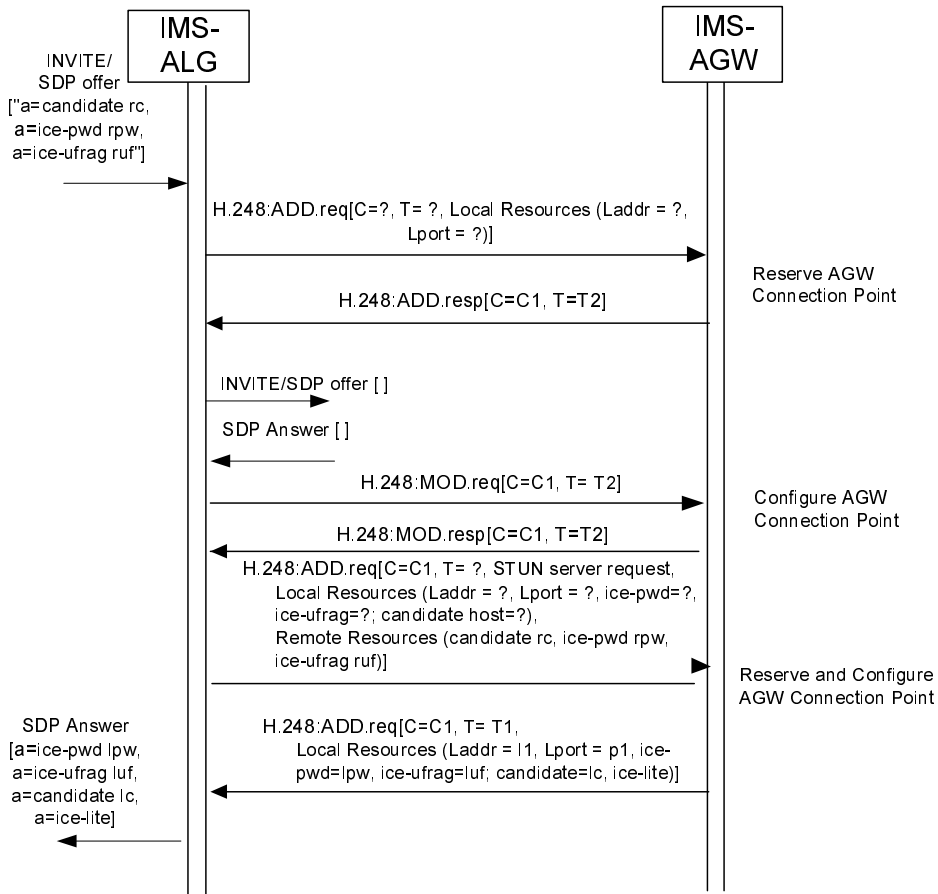 IMS-
ALG
IMS-
AGW
INVITE/
SDP offer
["a=candidate rc,
a=ice-pwd rpw,
a=ice-ufrag ruf"]
H.248:ADD.req[C=?, T= ?, Local Resources (Laddr = ?,
Lport = ?)]
Reserve AGW
Connection Point
H.248:ADD.resp[C=C1, T=T2]
INVITE/SDP offer [ ]
SDP Answer [ ]
H.248:MOD.req[C=C1, T= T2]
Configure AGW
Connection Point
H.248:MOD.resp[C=C1, T=T2]
H.248:ADD.req[C=C1, T= ?, STUN server request,
Local Resources (Laddr = ?, Lport = ?, ice-pwd=?,
ice-ufrag=?; candidate host=?),
Remote Resources (candidate rc, ice-pwd rpw,
ice-ufrag ruf)]
Reserve and Configure
AGW Connection Point
H.248:ADD.req[C=C1, T= T1,
Local Resources (Laddr = l1, Lport = p1, ice-
pwd=lpw, ice-ufrag=luf; candidate=lc, ice-lite)]
SDP Answer
[a=ice-pwd lpw,
a=ice-ufrag luf,
a=candidate lc,
a=ice-lite]